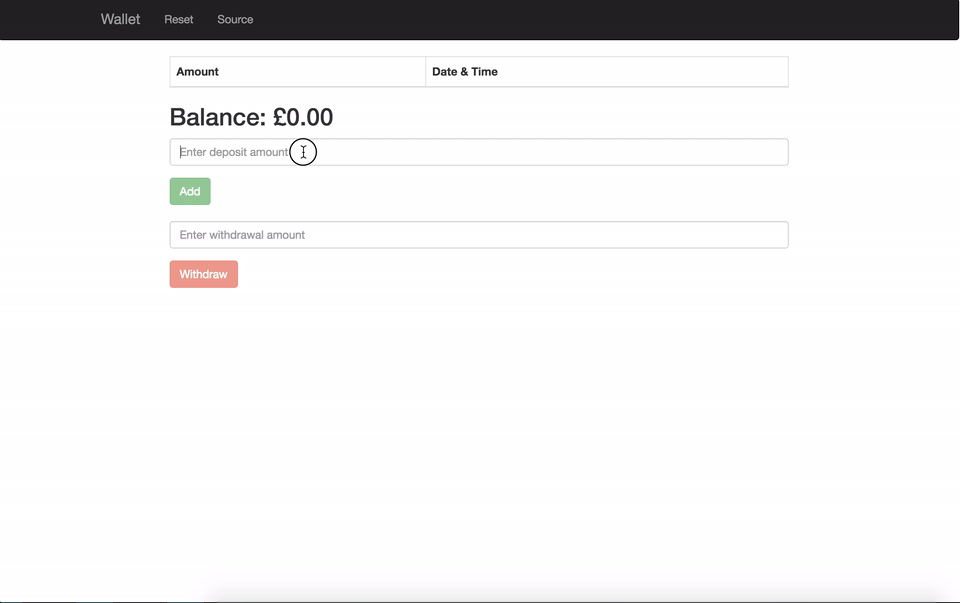 Wallet Reset Source
Amount Date & Time
Balance: £0.00
Enter deposit amount
Add
Enter withdrawal amount
Withdraw